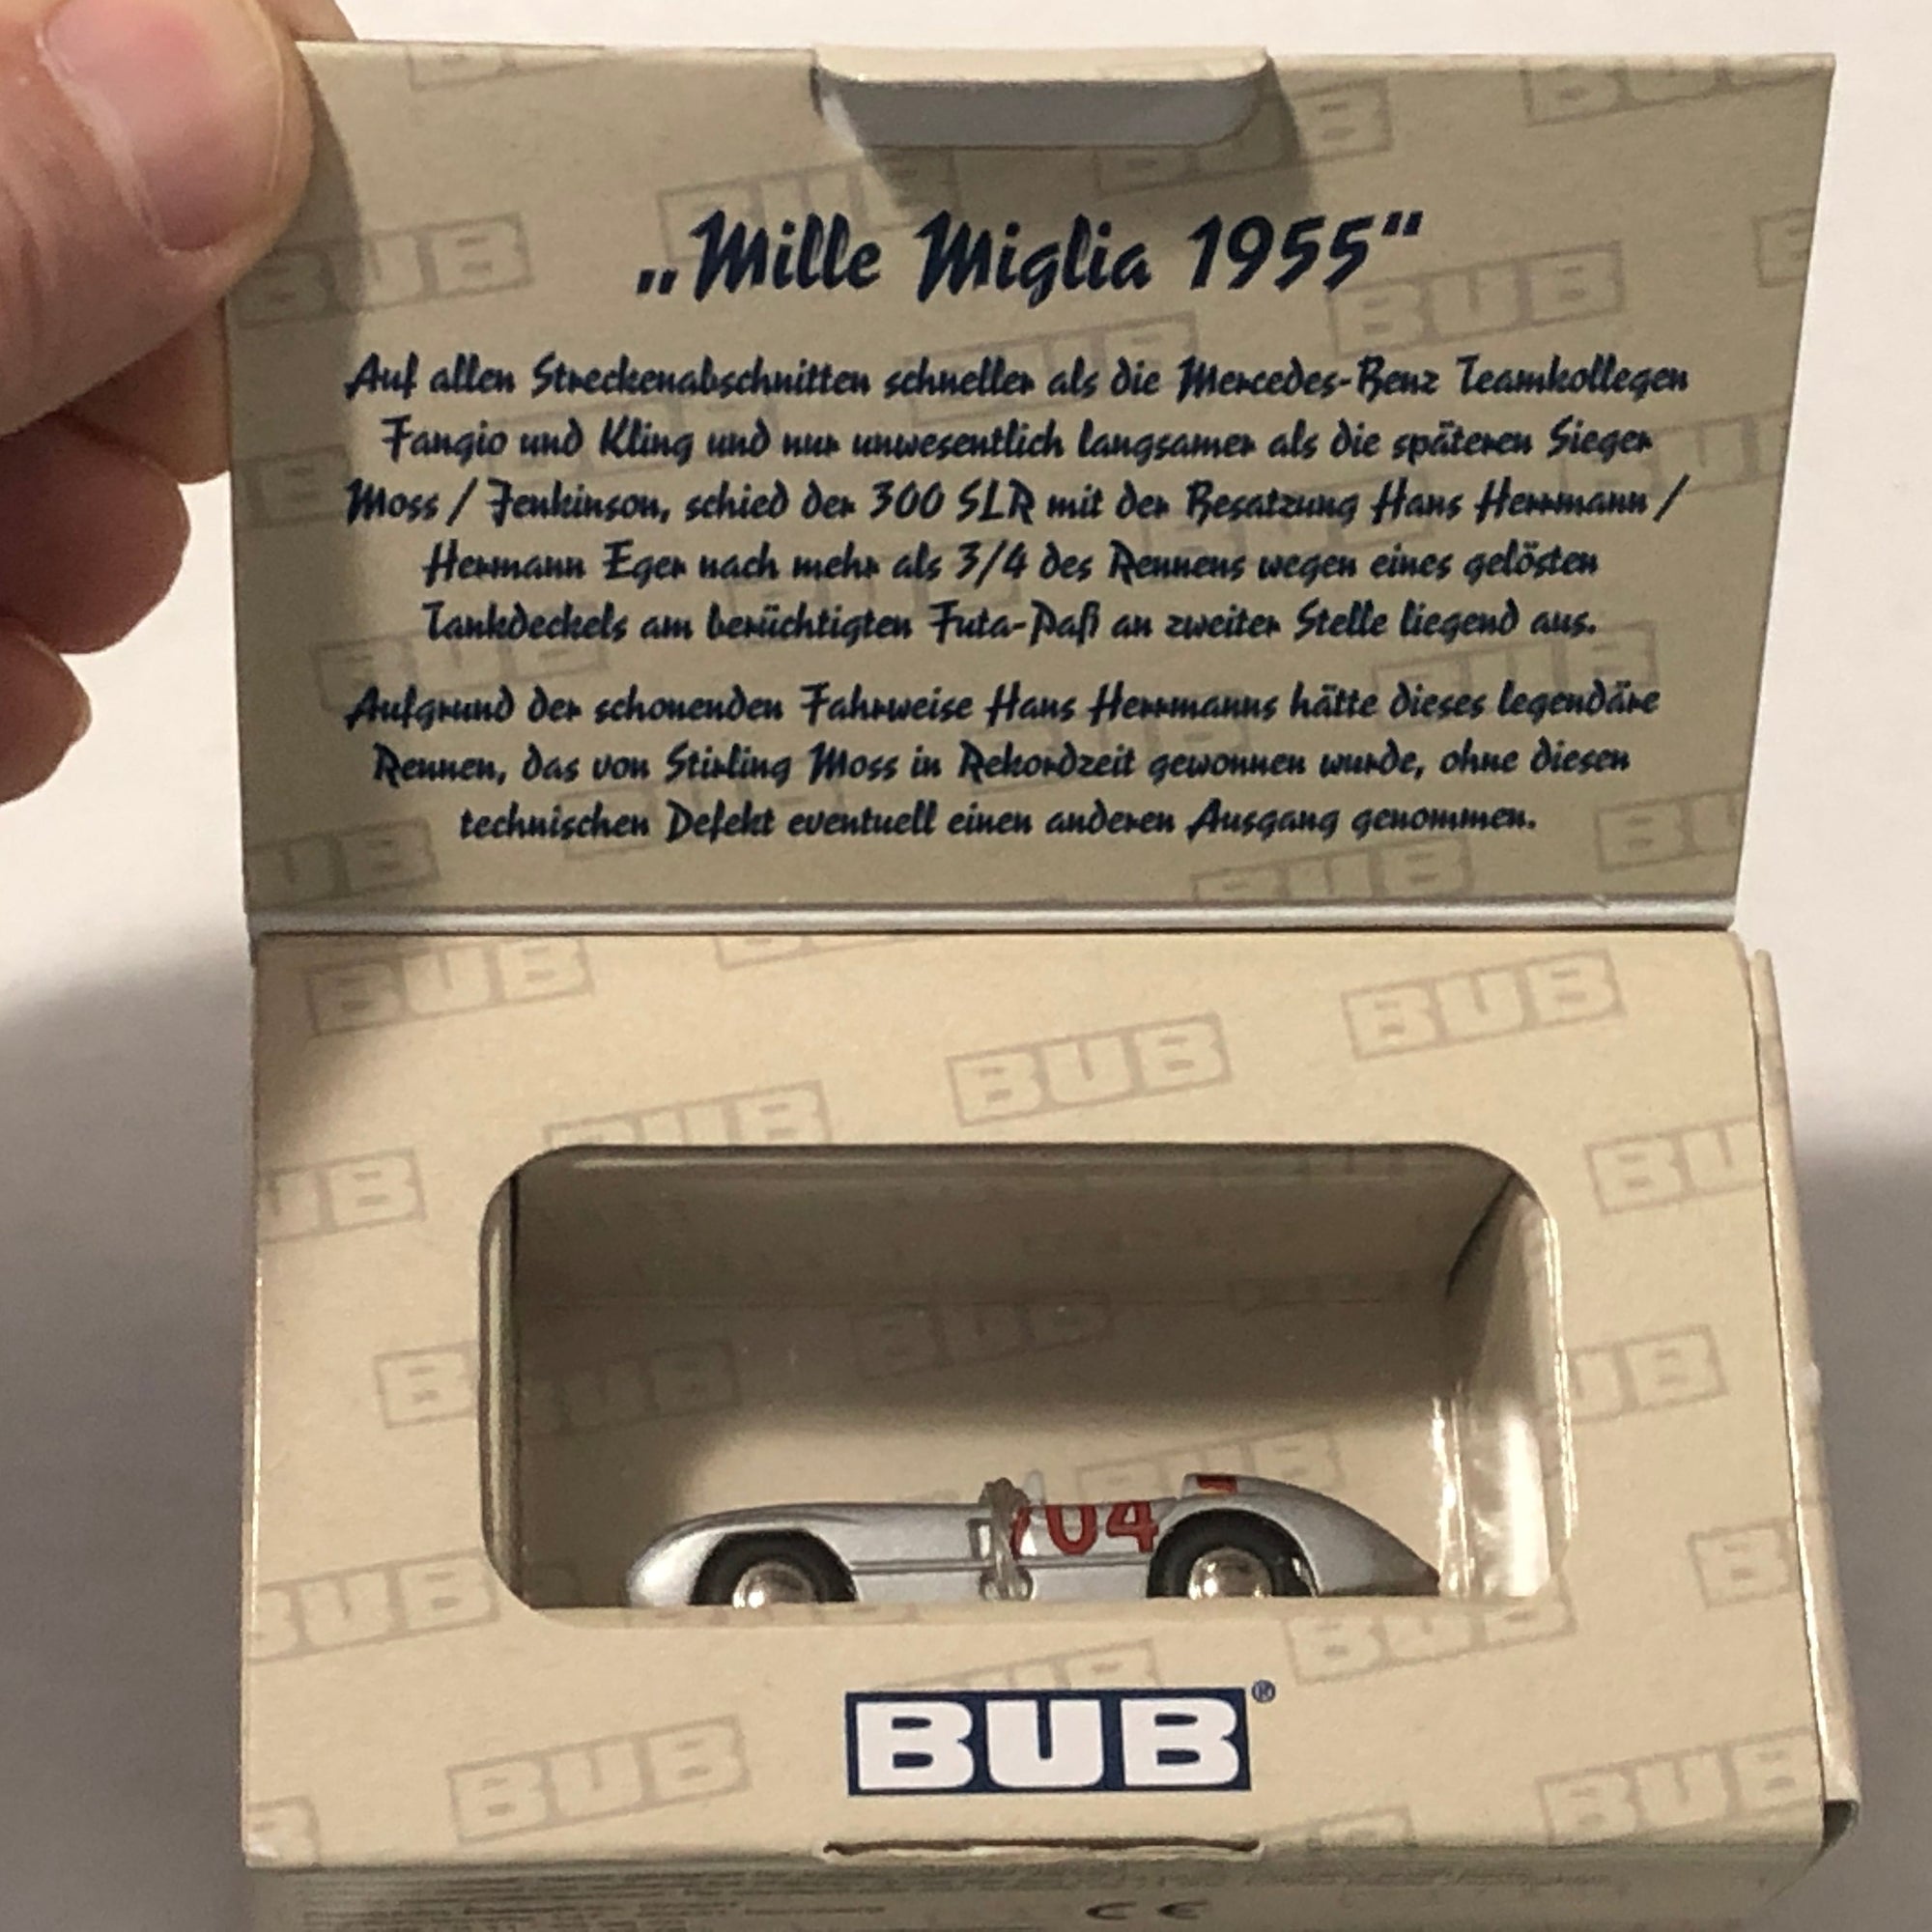 „Mille Miglia 1955“
Auf allen Streckenabschnitten schneller als die Mercedes-Benz Teamkollegen
Fangio und Kling und nur unwesentlich langsamer als die späteren Sieger
Moss / Jenkinson, schied der 300 SLR mit der Besatzung Hans Herrmann /
Hermann Eger nach mehr als 3/4 des Rennens wegen eines gelösten
Tankdeckels am berüchtigten Futa-Paß an zweiter Stelle liegend aus.
Aufgrund der schonenden Fahrweise Hans Herrmanns hätte dieses legendäre
Rennen, das von Stirling Moss in Rekordzeit gewonnen wurde, ohne diesen
technischen Defekt eventuell einen anderen Ausgang genommen.
704
BUB®
CE